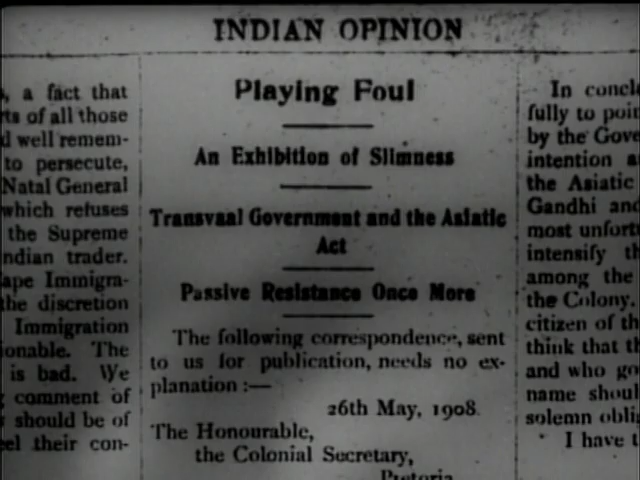 INDIAN OPINION
, a fact that
ts of all those
d well remem-
to persecute,
Natal General
which refuses
the Supreme
ndian trader.
ape Immigra-
the discretion
Immigration
ionable. The
is bad. We
comment of
should be of
el their con-
Playing Foul
An Exhibition of Slimness
Transvaal Government and the Asiatic
Act
Passive Resistance Once More
The following correspondence, sent
to us for publication, needs no ex-
planation :—
26th May, 1908.
The Honourable,
the Colonial Secretary,
Pretoria
In concl
fully to poin
by the Gove
intention a
the Asiatic
Gandhi and
most unfort
intensify th
among the
the Colony.
citizen of th
think that th
and who go
name shoul
solemn oblig
I have t